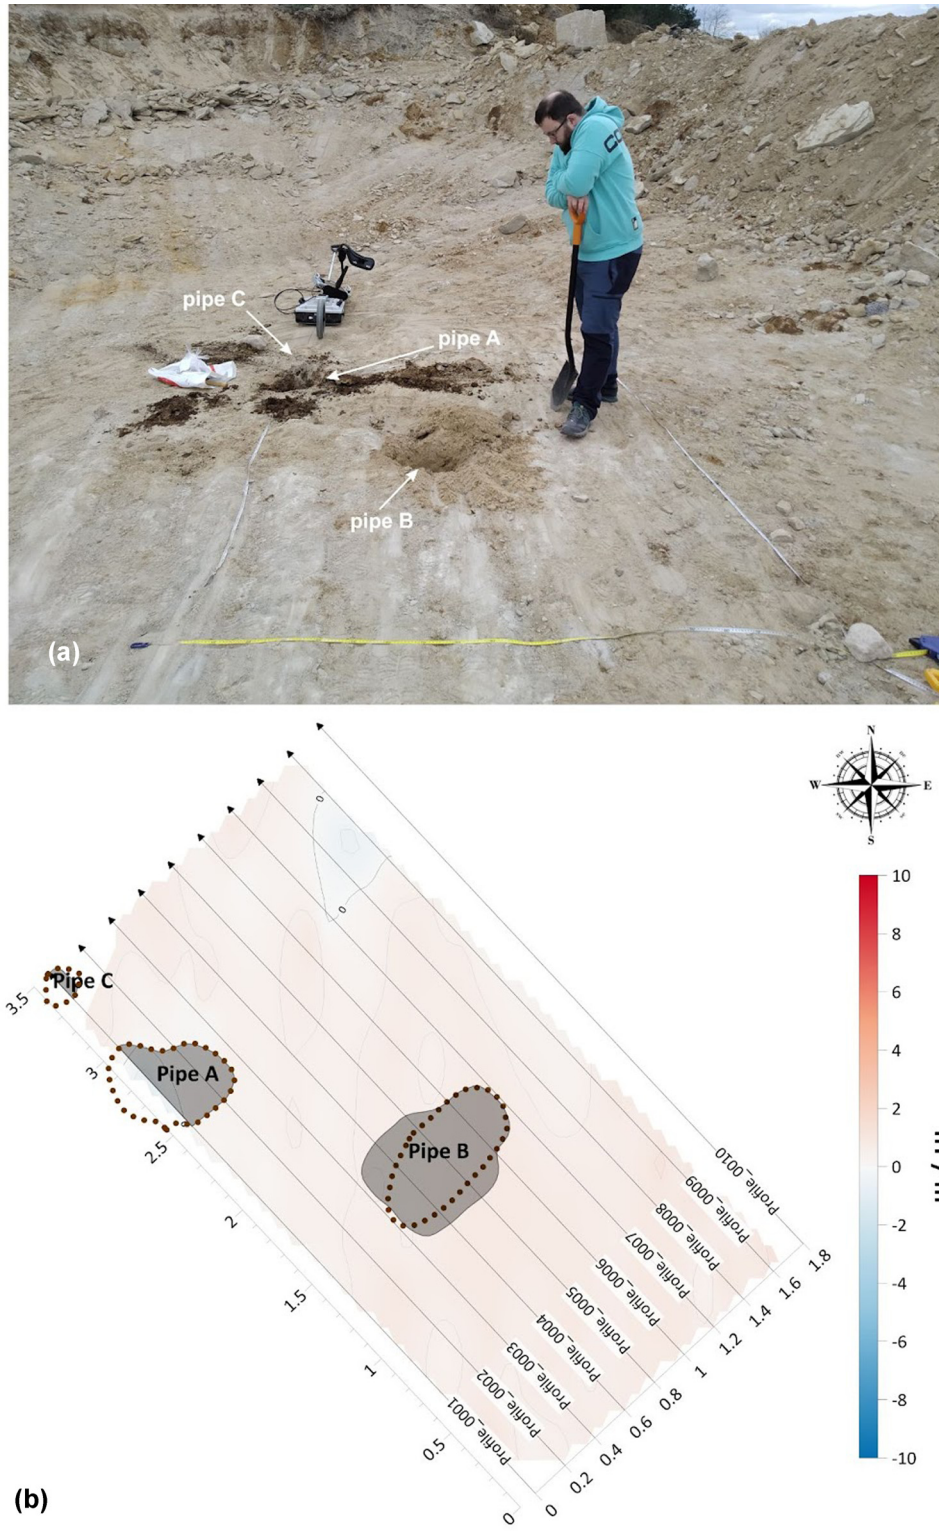 CO
pipe C
pipe A
pipe B
(a)
N
W
E
S
0
0
10
8
6
4
2
0
-2
-4
-6
-8
-10
Pipe C
Pipe A
Pipe B
3.5
3
2.5
2
1.5
1
0.5
0
Profile_0001
Profile_0002
Profile_0003
Profile_0004
Profile_0005
Profile_0006
Profile_0007
Profile_0008
Profile_0009
Profile_0010
0
0.2
0.4
0.6
0.8
1
1.2
1.4
1.6
1.8
(b)